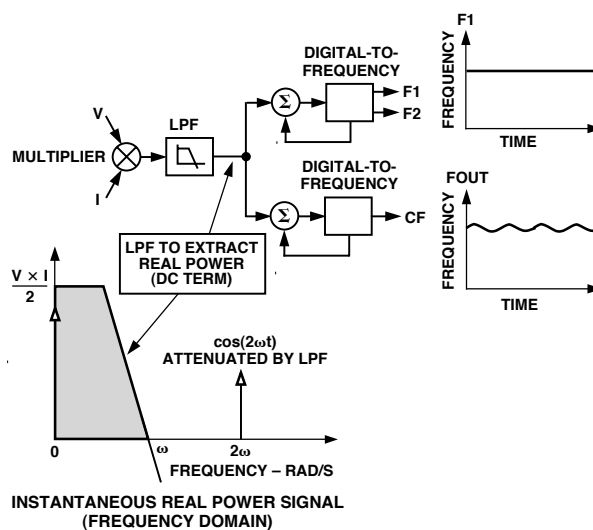 F1
DIGITAL-TO-
FREQUENCY
V
LPF
Σ
F1
F2
FREQUENCY
TIME
MULTIPLIER
I
DIGITAL-TO-
FREQUENCY
FOUT
Σ
CF
FREQUENCY
TIME
LPF TO EXTRACT
REAL POWER
(DC TERM)
V × I
2
cos(2ωt)
ATTENUATED BY LPF
0
ω
2ω
FREQUENCY – RAD/S
INSTANTANEOUS REAL POWER SIGNAL
(FREQUENCY DOMAIN)